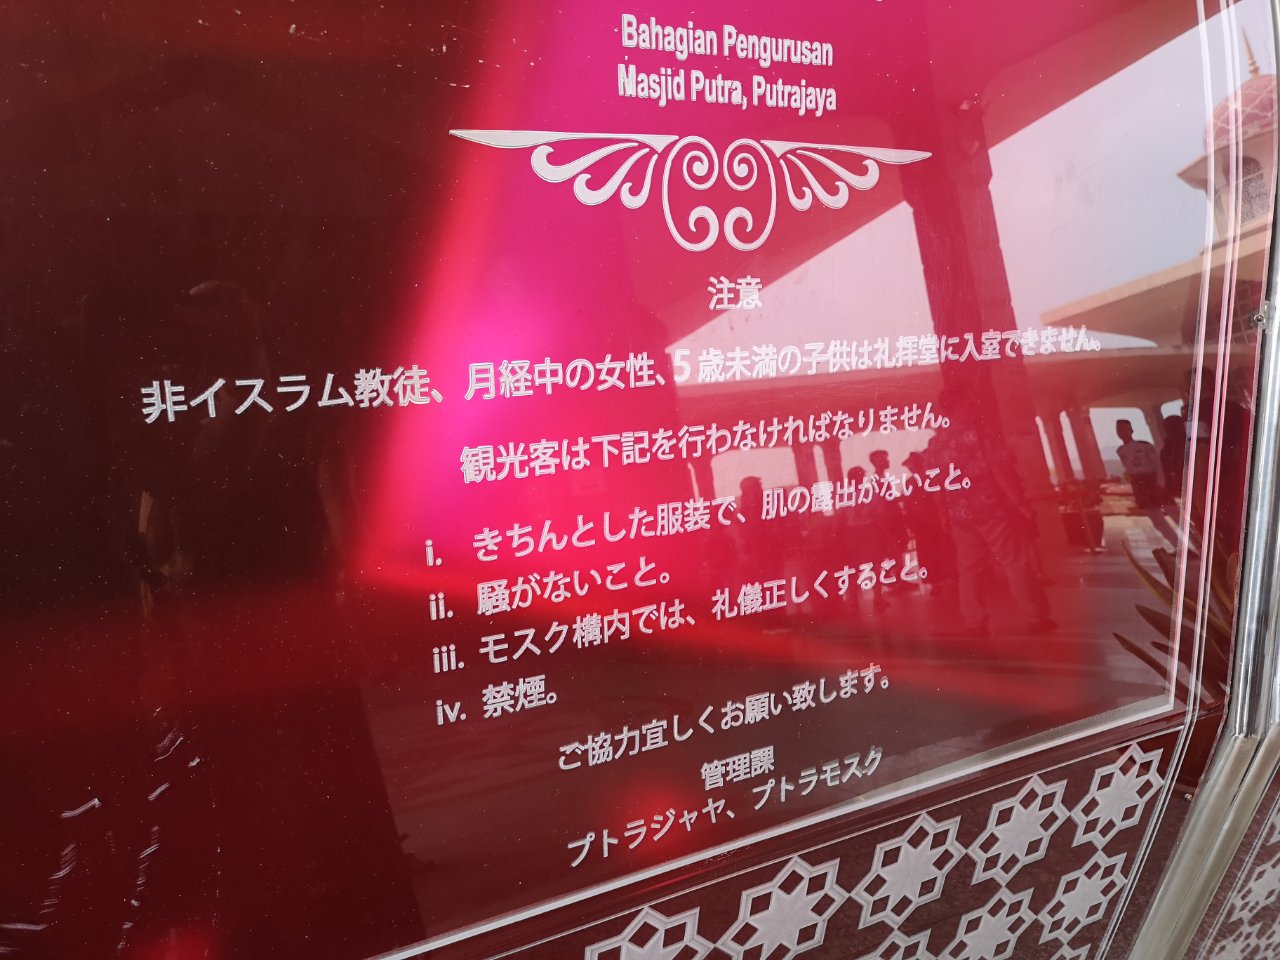 Bahagian Pengurusan
Masjid Putra, Putrajaya
注意
非イスラム教徒、月経中の女性、5歳未満の子供は礼拝堂に入室できません。
観光客は下記を行わなければなりません。
i. きちんとした服装で、肌の露出がないこと。
ii. 騒がないこと。
iii. モスク構内では、礼儀正しくすること。
iv. 禁煙。
ご協力宜しくお願い致します。
管理課
プトラジャヤ、プトラモスク